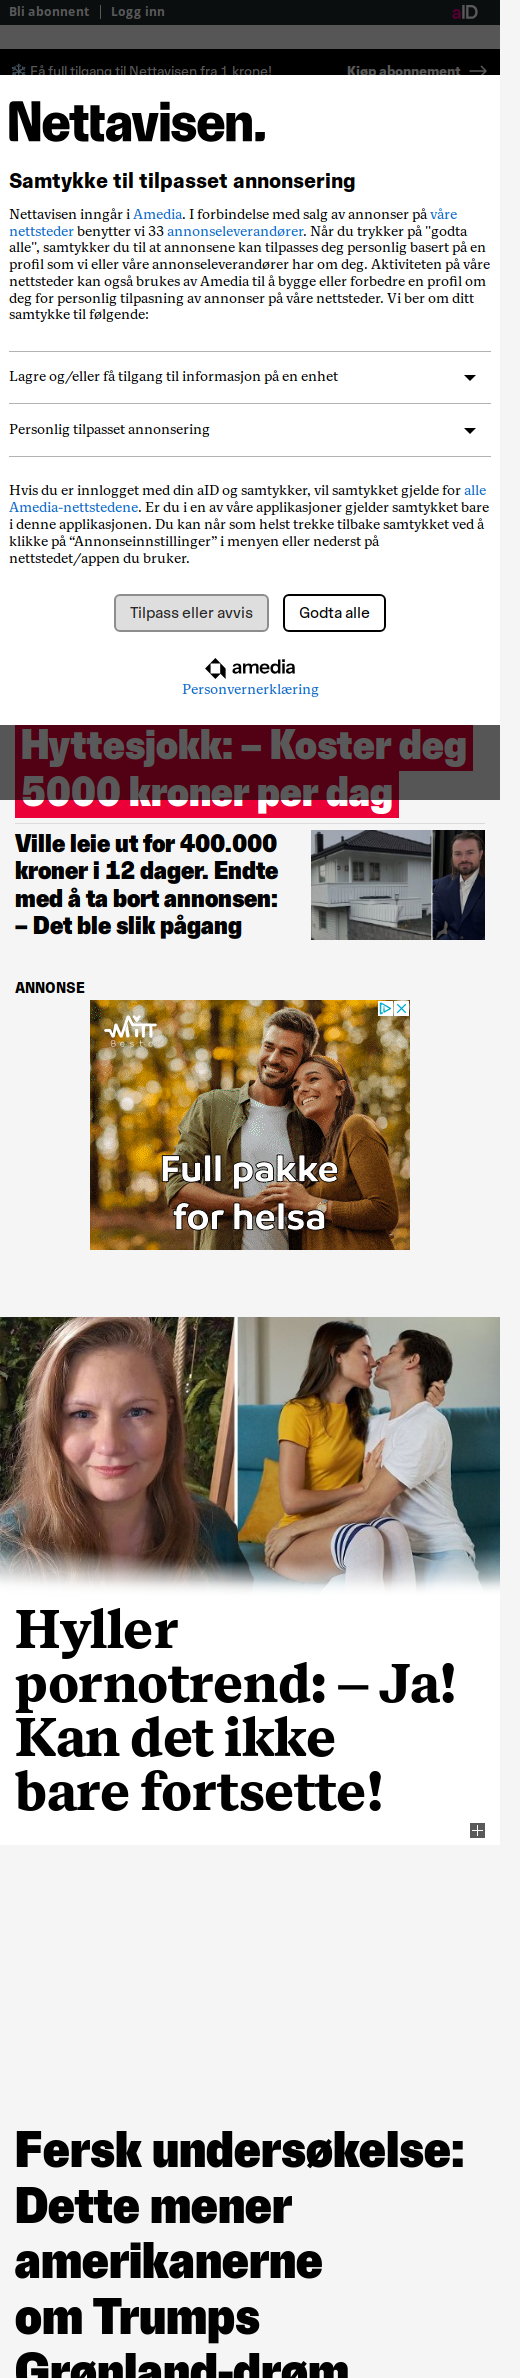 Bli abonnent | Logg inn
aID
Få full tilgang til Nettavisen fra 1 krone!
Kjøp abonnement
Nettavisen.
Samtykke til tilpasset annonsering
Nettavisen inngår i Amedia. I forbindelse med salg av annonser på våre
nettsteder benytter vi 33 annonseleverandører. Når du trykker på "godta
alle", samtykker du til at annonsene kan tilpasses deg personlig basert på en
profil som vi eller våre annonseleverandører har om deg. Aktiviteten på våre
nettsteder kan også brukes av Amedia til å bygge eller forbedre en profil om
deg for personlig tilpasning av annonser på våre nettsteder. Vi ber om ditt
samtykke til følgende:
Lagre og/eller få tilgang til informasjon på en enhet
Personlig tilpasset annonsering
Hvis du er innlogget med din aID og samtykker, vil samtykket gjelde for alle
Amedia-nettstedene. Er du i en av våre applikasjoner gjelder samtykket bare
i denne applikasjonen. Du kan når som helst trekke tilbake samtykket ved å
klikke på “Annonseinnstillinger” i menyen eller nederst på
nettstedet/appen du bruker.
Tilpass eller avvis
Godta alle
amedia
Personvernerklæring
Hyttesjokk: – Koster deg
5000 kroner per dag
Ville leie ut for 400.000
kroner i 12 dager. Endte
med å ta bort annonsen:
– Det ble slik pågang
ANNONSE
MITT
Beste
Full pakke
for helsa
Hyller
pornotrend: – Ja!
Kan det ikke
bare fortsette!
Fersk undersøkelse:
Dette mener
amerikanerne
om Trumps
Grønland-drøm